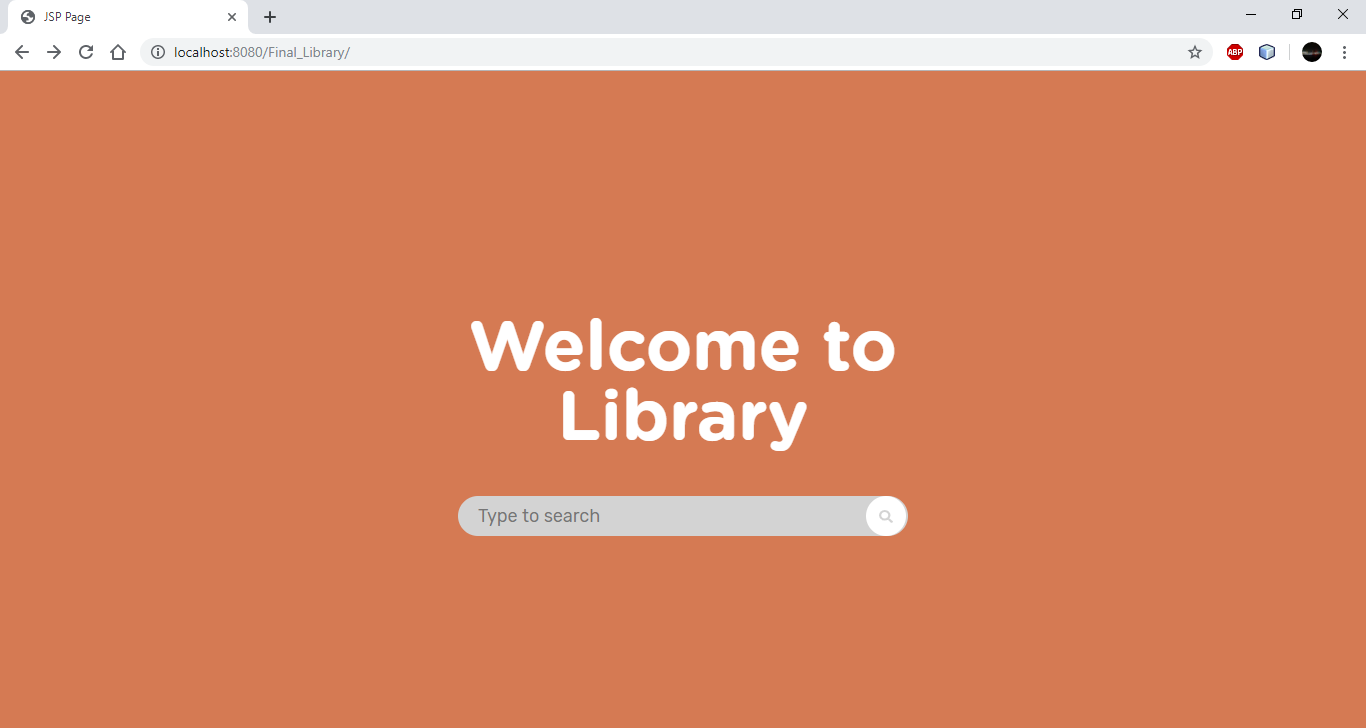 JSP Page
localhost:8080/Final_Library/
ABP
Welcome to
Library
Type to search